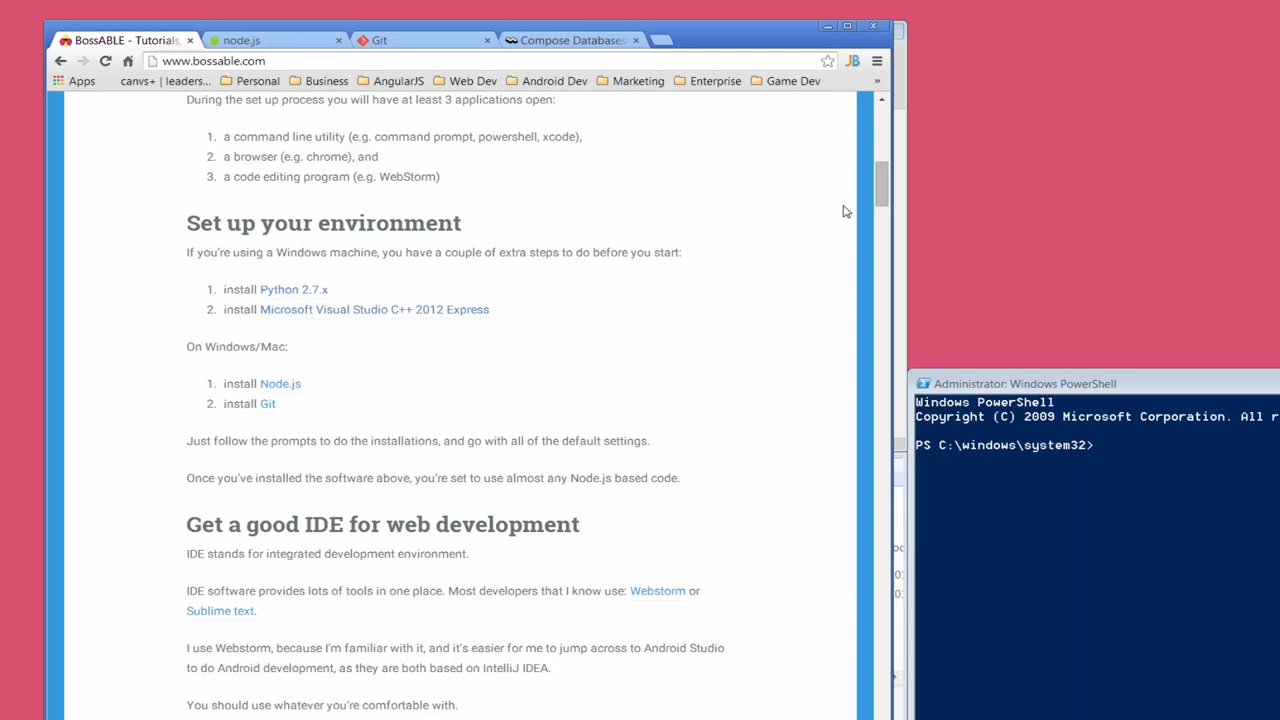 BossABLE - Tutorials,
node.js
Git
Compose Databases
www.bossable.com
Apps
canvs+ | leaders...
Personal
Business
AngularJS
Web Dev
Android Dev
Marketing
Enterprise
Game Dev
»
During the set up process you will have at least 3 applications open:
1. a command line utility (e.g. command prompt, powershell, xcode),
2. a browser (e.g. chrome), and
3. a code editing program (e.g. WebStorm)
Set up your environment
If you're using a Windows machine, you have a couple of extra steps to do before you start:
1. install Python 2.7.x
2. install Microsoft Visual Studio C++ 2012 Express
On Windows/Mac:
1. install Node.js
2. install Git
Just follow the prompts to do the installations, and go with all of the default settings.
Once you've installed the software above, you're set to use almost any Node.js based code.
Get a good IDE for web development
IDE stands for integrated development environment.
IDE software provides lots of tools in one place. Most developers that I know use: Webstorm or
Sublime text.
I use Webstorm, because I'm familiar with it, and it's easier for me to jump across to Android Studio
to do Android development, as they are both based on IntelliJ IDEA.
You should use whatever you're comfortable with.
Administrator: Windows PowerShell
Windows PowerShell
Copyright (C) 2009 Microsoft Corporation. All r
PS C:\windows\system32>